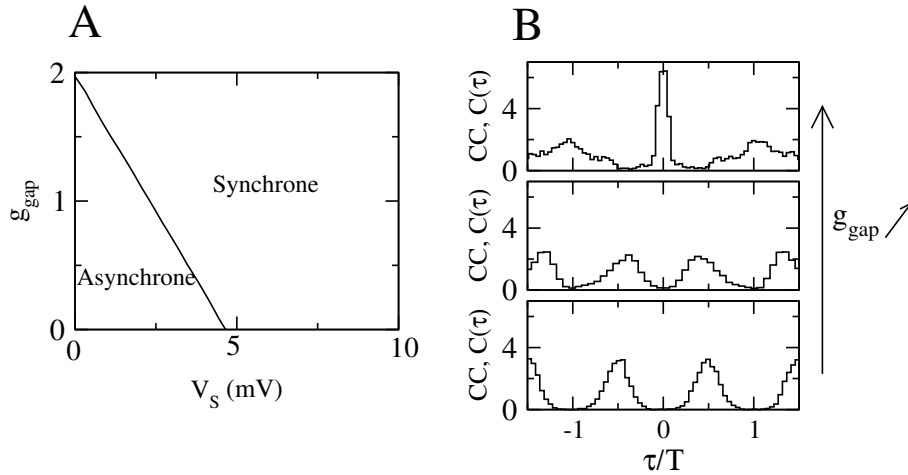 A
2
1
0
g_gap
Synchrone
Asynchrone
0
5
10
V_S (mV)
B
CC, C(τ)
4
0
CC, C(τ)
4
0
CC, C(τ)
4
0
-1
0
1
τ/T
g_gap